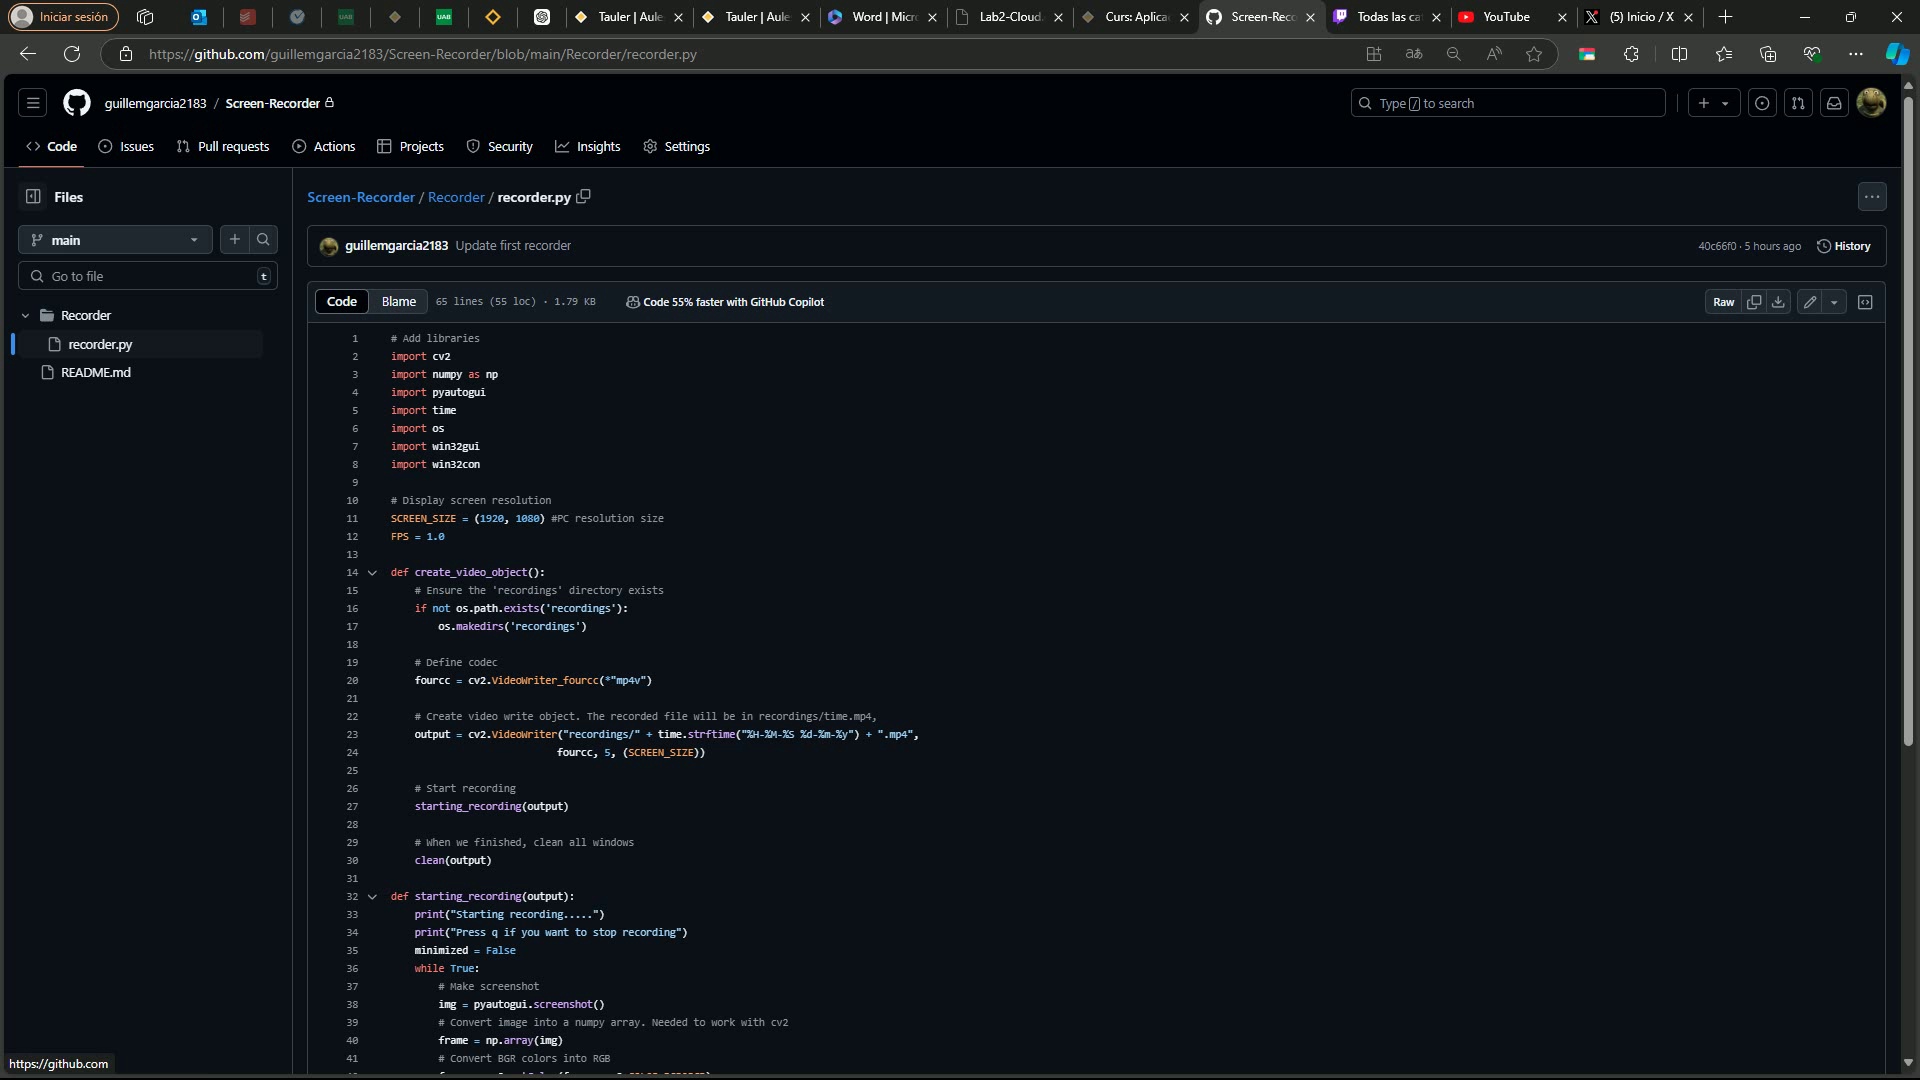 Iniciar sesión
UAB
UAB
Tauler | Aule
Tauler | Aule
Word | Micr
Lab2-Cloud.
Curs: Aplica
Screen-Reco
Todas las ca
YouTube
(5) Inicio / X
https://github.com/guillemgarcia2183/Screen-Recorder/blob/main/Recorder/recorder.py
guillemgarcia2183 / Screen-Recorder
Type / to search
Code
Issues
Pull requests
Actions
Projects
Security
Insights
Settings
Files
main
Go to file
t
Recorder
recorder.py
README.md
Screen-Recorder / Recorder / recorder.py
guillemgarcia2183 Update first recorder
40c66f0 · 5 hours ago
History
Code
Blame
65 lines (55 loc) · 1.79 KB
Code 55% faster with GitHub Copilot
Raw
1 # Add libraries
2 import cv2
3 import numpy as np
4 import pyautogui
5 import time
6 import os
7 import win32gui
8 import win32con
9
10 # Display screen resolution
11 SCREEN_SIZE = (1920, 1080) #PC resolution size
12 FPS = 1.0
13
14 def create_video_object():
15 # Ensure the 'recordings' directory exists
16 if not os.path.exists('recordings'):
17 os.makedirs('recordings')
18
19 # Define codec
20 fourcc = cv2.VideoWriter_fourcc(*"mp4v")
21
22 # Create video write object. The recorded file will be in recordings/time.mp4,
23 output = cv2.VideoWriter("recordings/" + time.strftime("%H-%M-%S %d-%m-%y") + ".mp4",
24 fourcc, 5, (SCREEN_SIZE))
25
26 # Start recording
27 starting_recording(output)
28
29 # When we finished, clean all windows
30 clean(output)
31
32 def starting_recording(output):
33 print("Starting recording.....")
34 print("Press q if you want to stop recording")
35 minimized = False
36 while True:
37 # Make screenshot
38 img = pyautogui.screenshot()
39 # Convert image into a numpy array. Needed to work with cv2
40 frame = np.array(img)
41 # Convert BGR colors into RGB
https://github.com